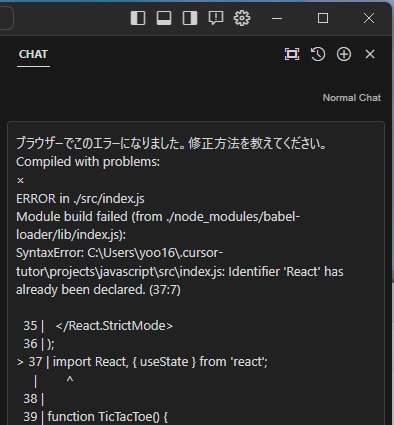 CHAT
Normal Chat
ブラウザーでこのエラーになりました。修正方法を教えてください。
Compiled with problems:
×
ERROR in ./src/index.js
Module build failed (from ./node_modules/babel-
loader/lib/index.js):
SyntaxError: C:\Users\yoo16\.cursor-
tutor\projects\javascript\src\index.js: Identifier 'React' has
already been declared. (37:7)
35 |   </React.StrictMode>
36 | );
> 37 | import React, { useState } from 'react';
|        ^
38 |
39 | function TicTacToe() {